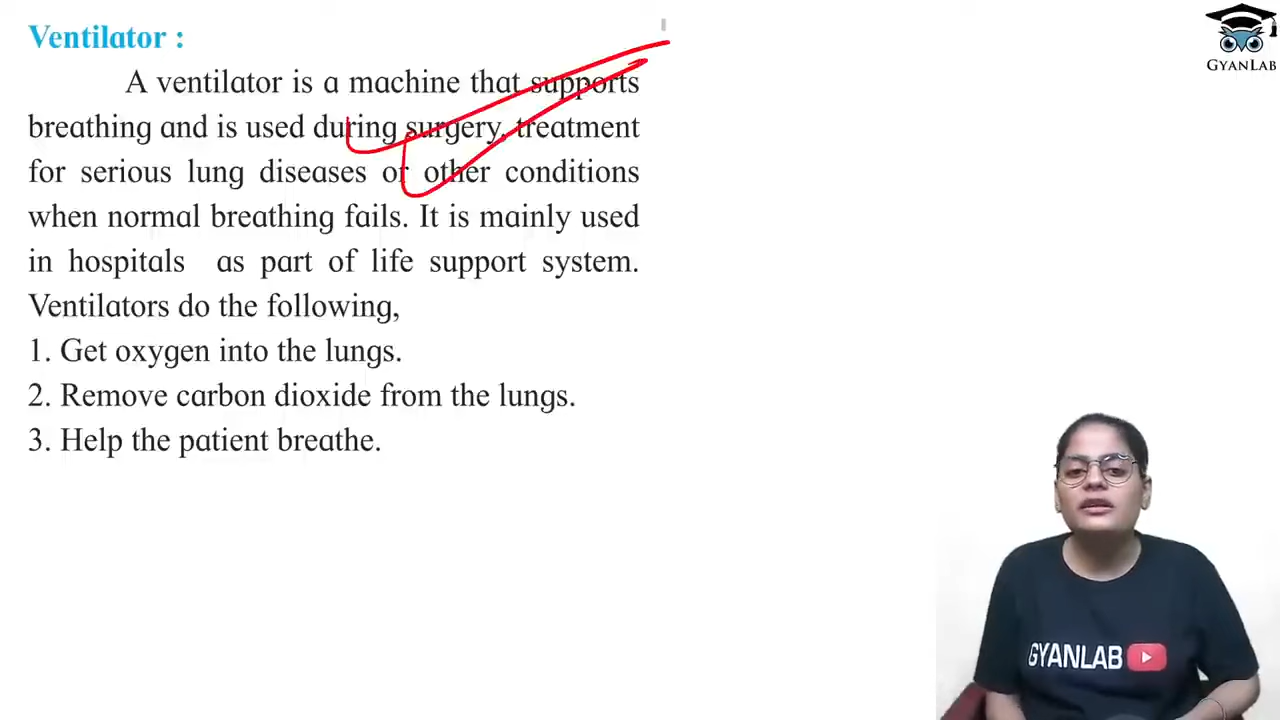 Ventilator :
A ventilator is a machine that supports
breathing and is used during surgery, treatment
for serious lung diseases or other conditions
when normal breathing fails. It is mainly used
in hospitals as part of life support system.
Ventilators do the following,
1. Get oxygen into the lungs.
2. Remove carbon dioxide from the lungs.
3. Help the patient breathe.
GYANLAB
GYANLAB